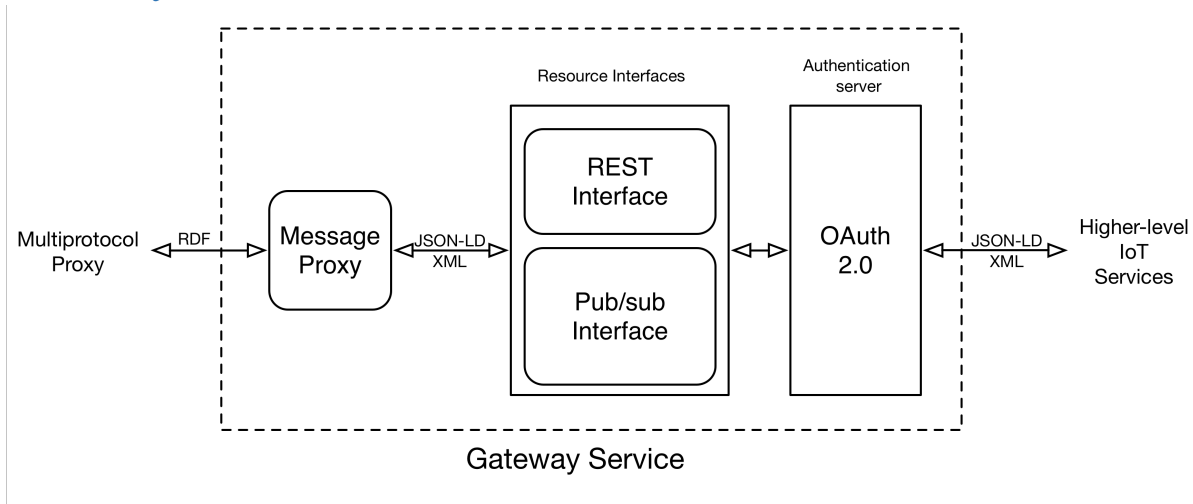 Resource Interfaces
Authentication
server
REST
Interface
Multiprotocol
Proxy
RDF
Message
Proxy
JSON-LD
XML
Pub/sub
Interface
OAuth
2.0
JSON-LD
XML
Higher-level
IoT
Services
Gateway Service